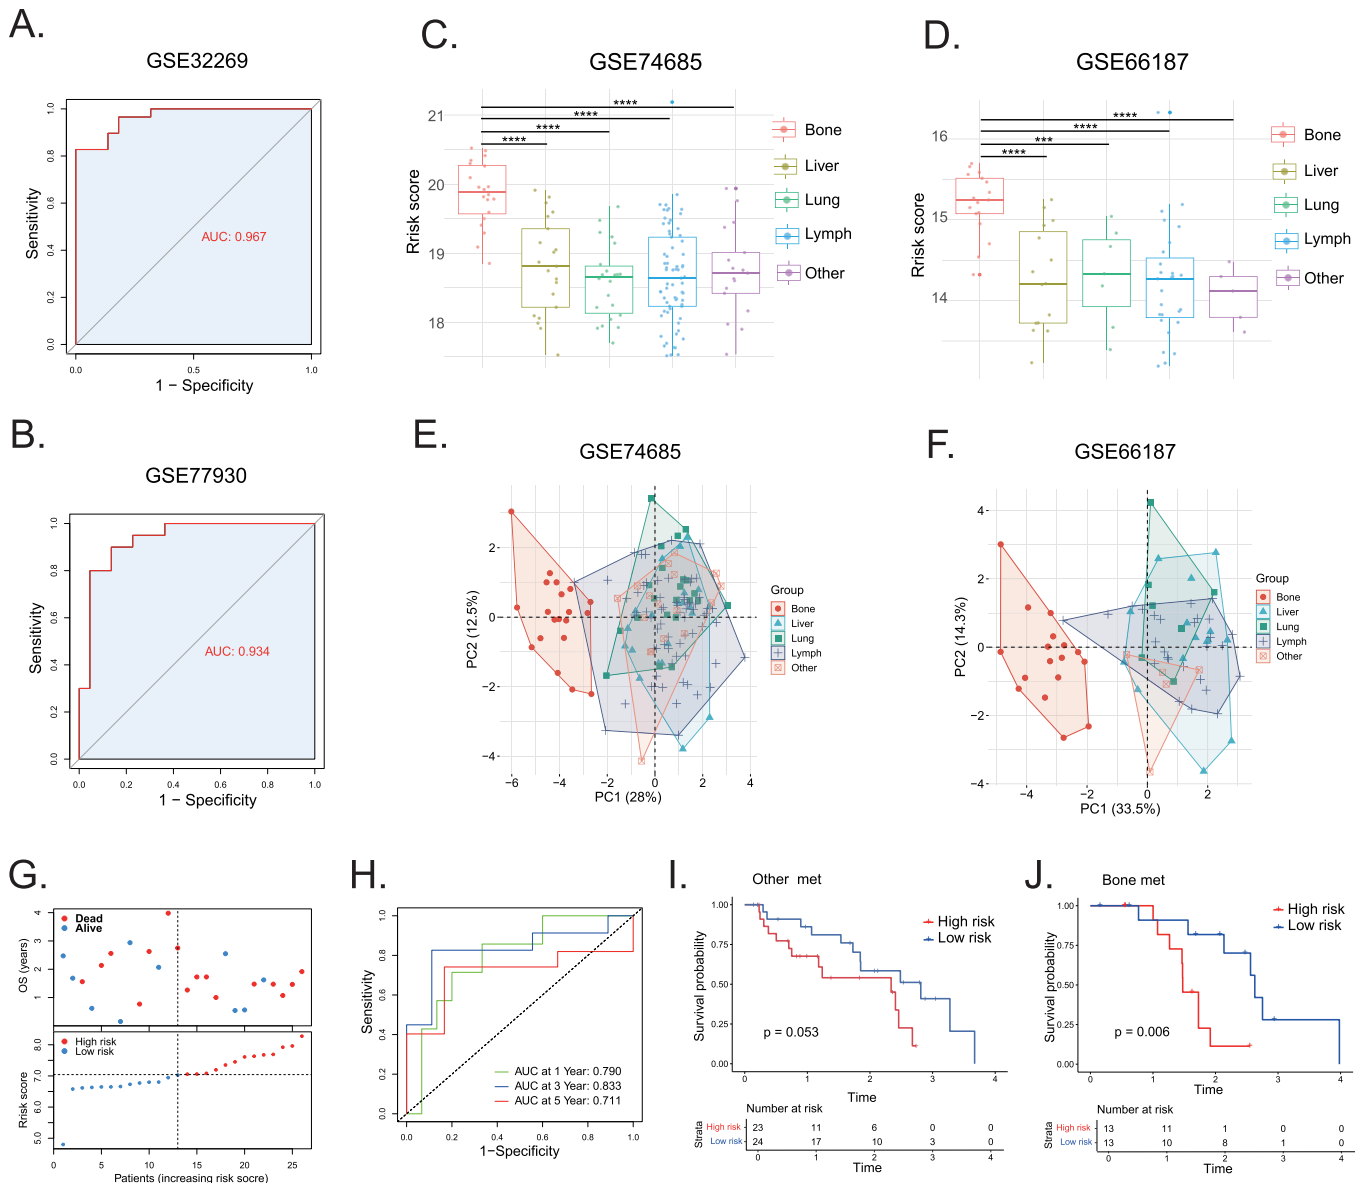 A.
GSE32269
Sensitivity
1.0
0.8
0.6
0.4
0.2
0.0
AUC: 0.967
0.0 0.5 1.0
1 − Specificity
B.
GSE77930
Sensitiviti5%)
1.0
0.8
0.6
0.4
0.2
0.0
AUC: 0.934
0.0 0.2 0.4 0.6 0.8 1.0
1 − Specificity
C.
GSE74685
Rrisk score
21
20
19
18
****
****
****
****
Bone
Liver
Lung
Lymph
Other
D.
GSE66187
Rrisk score
16
15
14
****
****
***
****
Bone
Liver
Lung
Lymph
Other
E.
GSE74685
PC2 (12.5%)
2
0
−2
−4
−6 −4 −2 0 2 4
PC1 (28%)
Group
Bone
Liver
Lung
Lymph
Other
F.
GSE66187
PC2 (14.3%)
4
2
0
−2
−4
−4 −2 0 2
PC1 (33.5%)
Group
Bone
Liver
Lung
Lymph
Other
G.
OS (years)
4
3
2
1
Dead
Alive
Rrisk score
8.0
7.0
6.0
5.0
High risk
Low risk
0 5 10 15 20 25
Patients (increasing risk socre)
H.
Sensitivity
1.0
0.8
0.6
0.4
0.2
0.0
AUC at 1 Year: 0.790
AUC at 3 Year: 0.833
AUC at 5 Year: 0.711
0.0 0.2 0.4 0.6 0.8 1.0
1−Specificity
I.
Other met
Survival probability
1.00
0.75
0.50
0.25
0.00
High risk
Low risk
p = 0.053
0 1 2 3 4
Time
Number at risk
Strata
High risk 23 11 6 0 0
Low risk 24 17 10 3 0
0 1 2 3 4
Time
J.
Bone met
Survival probability
1.00
0.75
0.50
0.25
0.00
High risk
Low risk
p = 0.006
0 1 2 3 4
Time
Number at risk
Strata
High risk 13 11 1 0 0
Low risk 13 10 8 1 0
0 1 2 3 4
Time